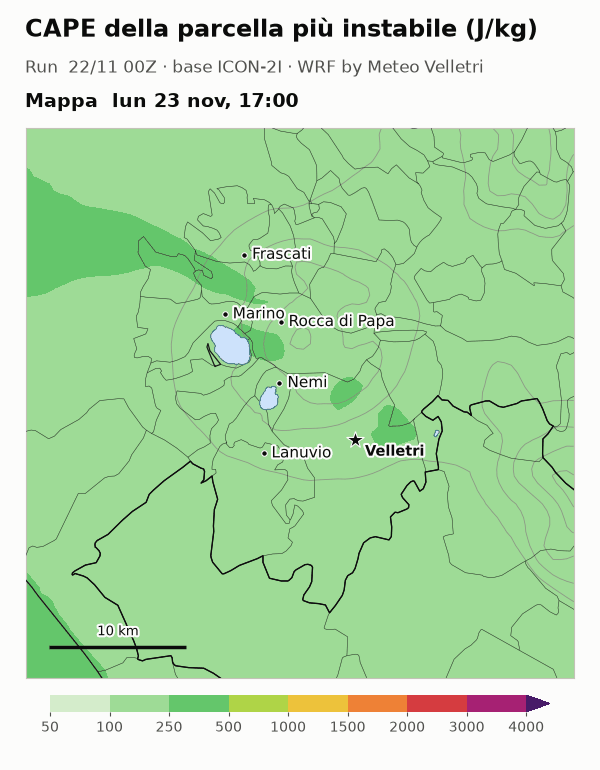 CAPE della parcella più instabile (J/kg)
Run  22/11 00Z · base ICON-2I · WRF by Meteo Velletri
Mappa  lun 23 nov, 17:00
Frascati
Marino
Rocca di Papa
Nemi
Lanuvio
Velletri
10 km
50 100 250 500 1000 1500 2000 3000 4000